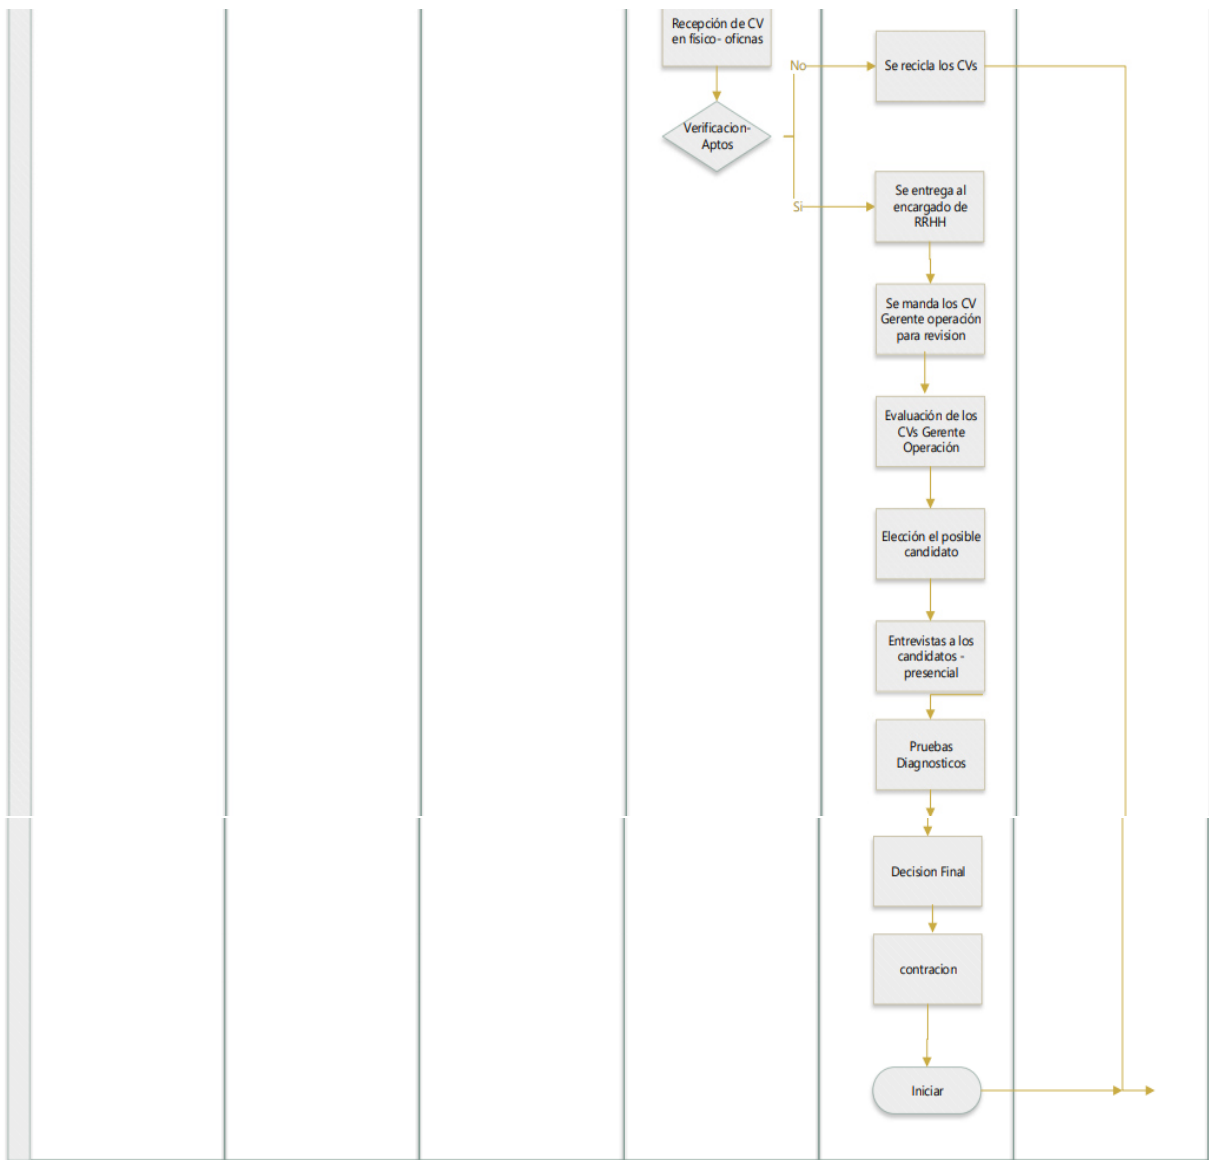 Recepción de CV
en físico- oficnas
No
Se recicla los CVs
Verificacion-
Aptos
Si
Se entrega al
encargado de
RRHH
Se manda los CV
Gerente operación
para revision
Evaluación de los
CVs Gerente
Operación
Elección el posible
candidato
Entrevistas a los
candidatos -
presencial
Pruebas
Diagnosticos
Decision Final
contracion
Iniciar